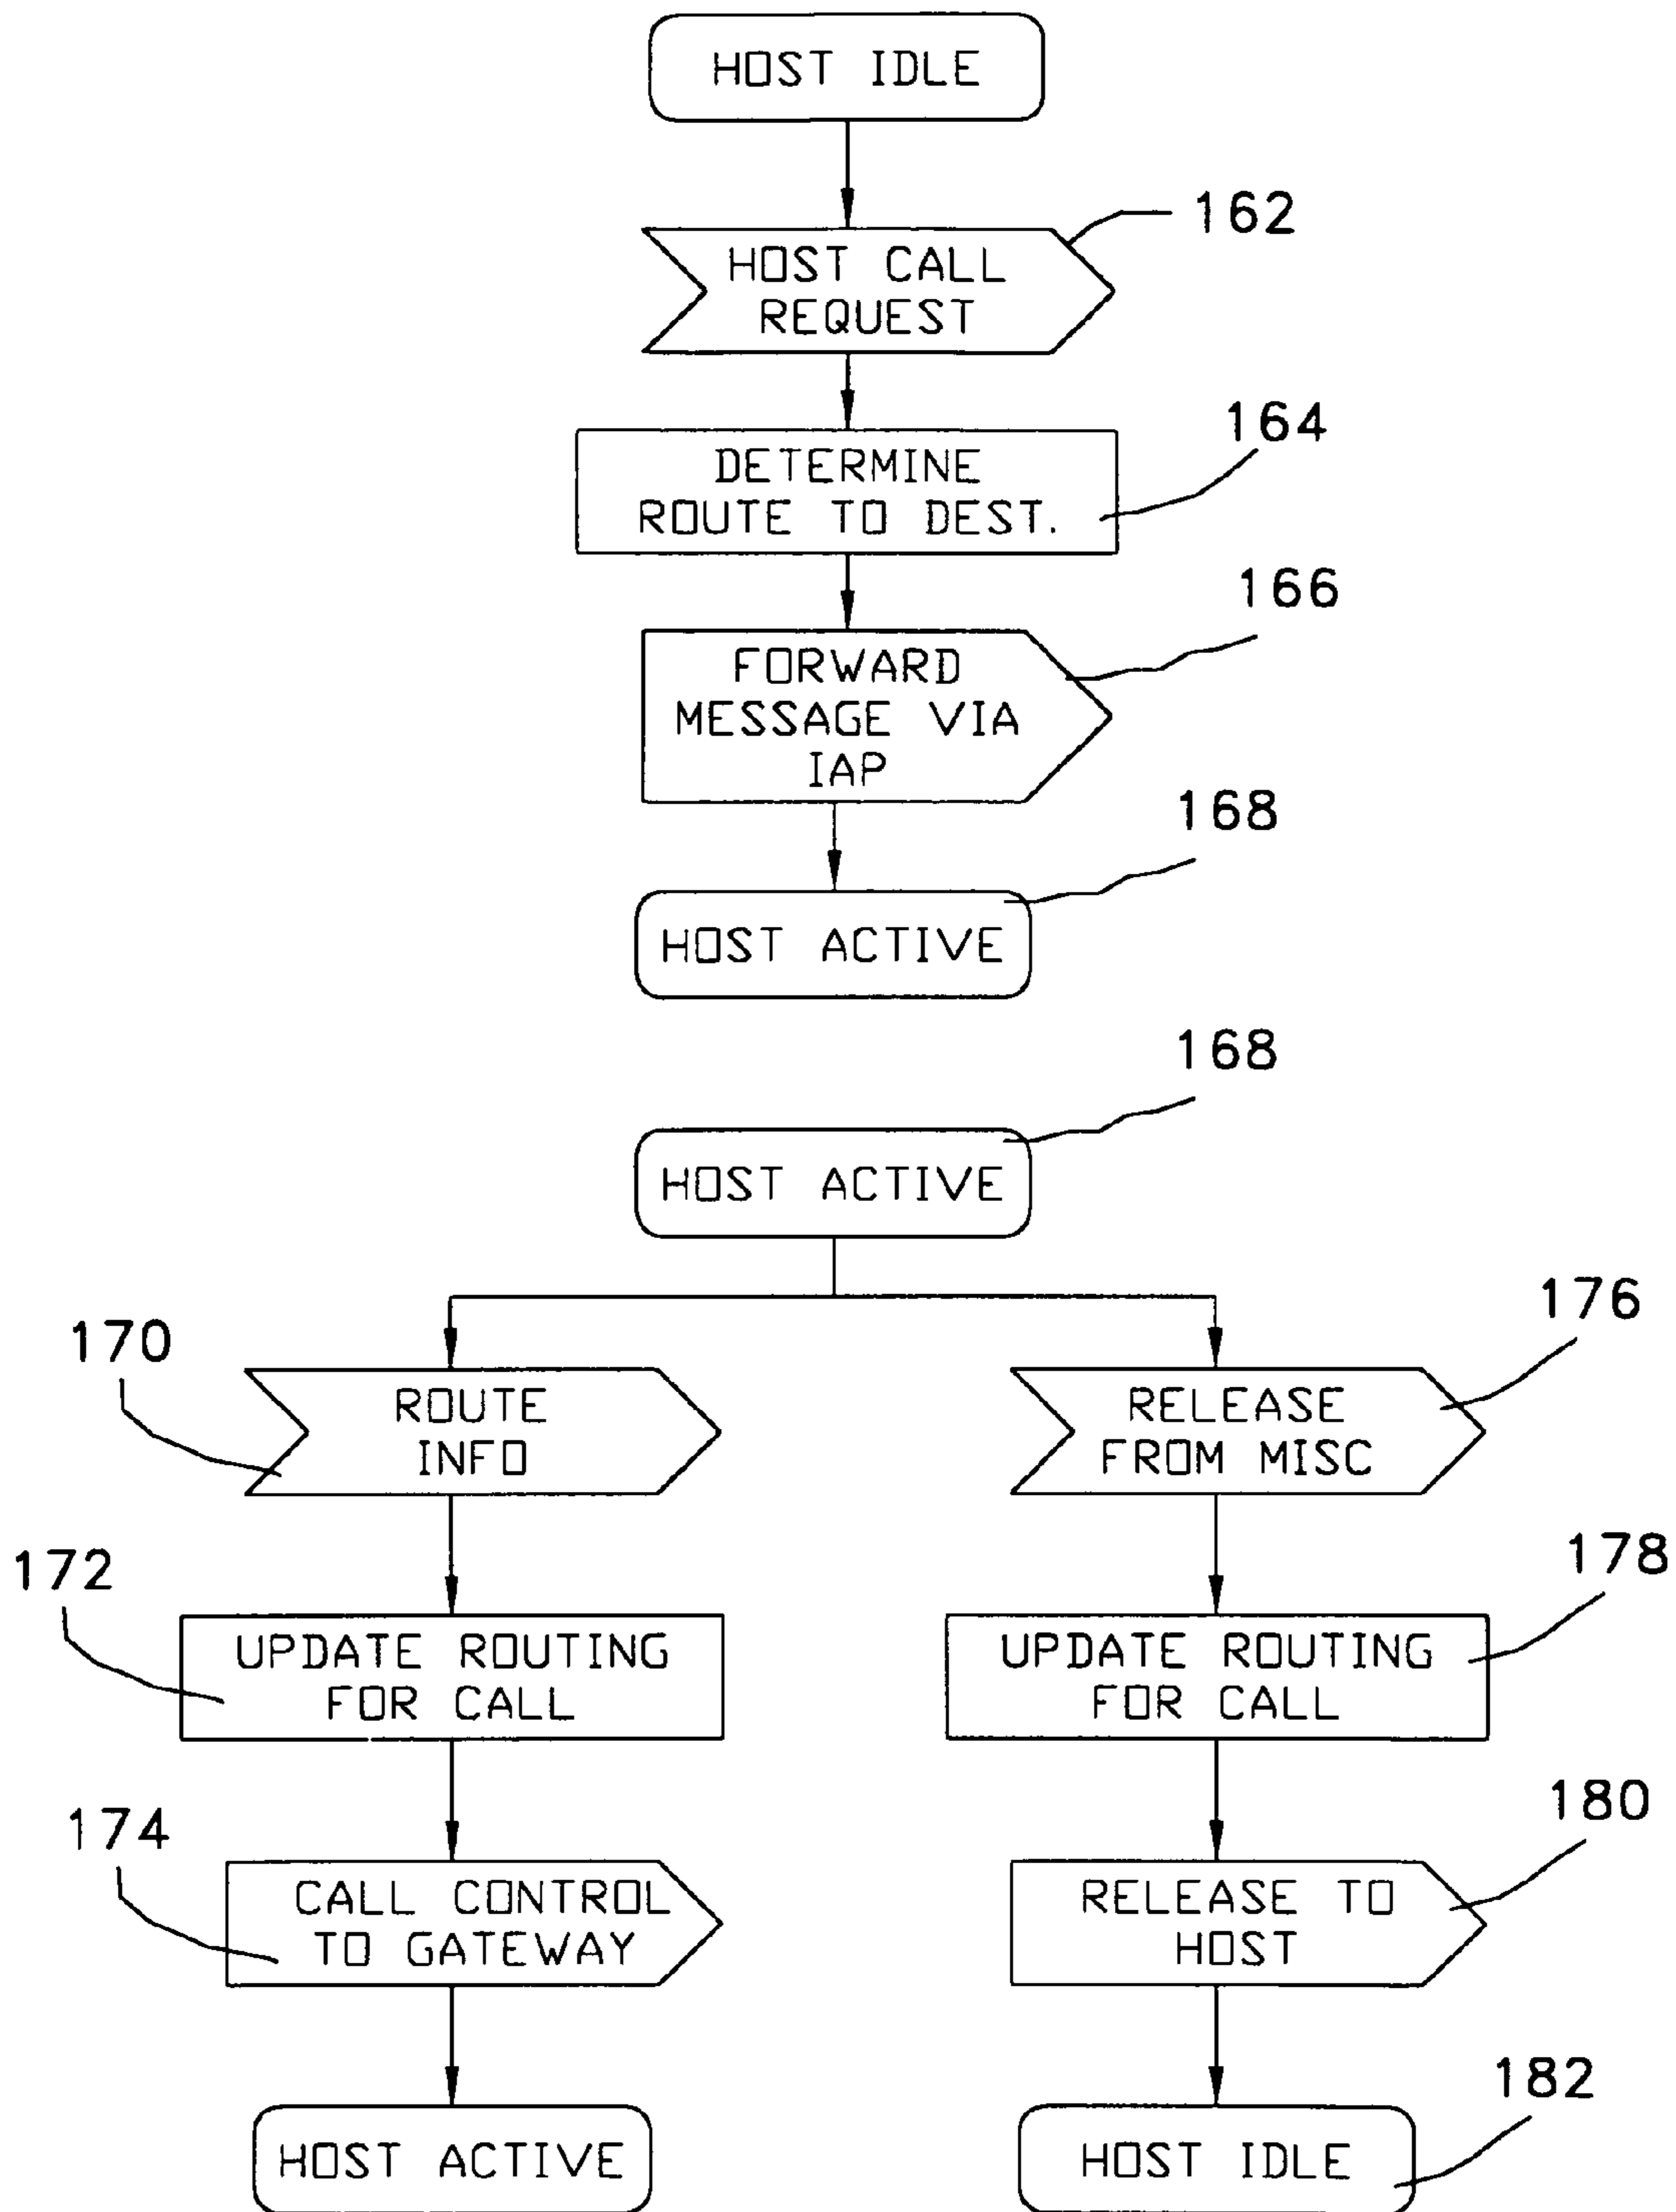 HOST IDLE
162
HOST CALL
REQUEST
164
DETERMINE
ROUTE TO DEST.
166
FORWARD
MESSAGE VIA
IAP
168
HOST ACTIVE
168
HOST ACTIVE
170
ROUTE
INFO
172
UPDATE ROUTING
FOR CALL
174
CALL CONTROL
TO GATEWAY
HOST ACTIVE
176
RELEASE
FROM MISC
178
UPDATE ROUTING
FOR CALL
180
RELEASE TO
HOST
182
HOST IDLE